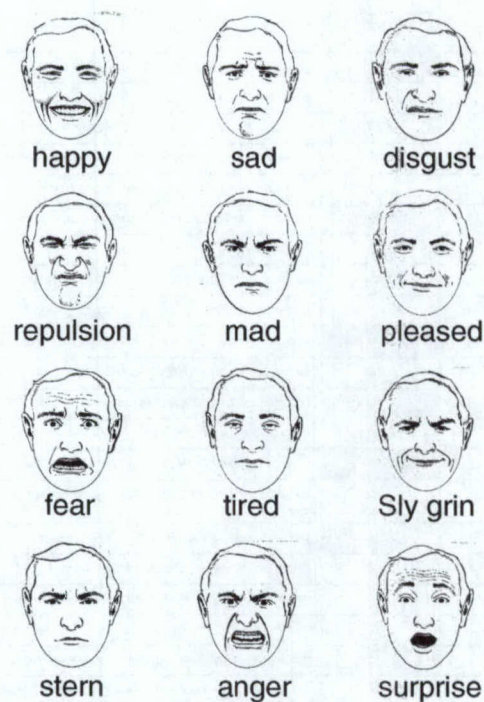 happy sad disgust
repulsion mad pleased
fear tired Sly grin
stern anger surprise